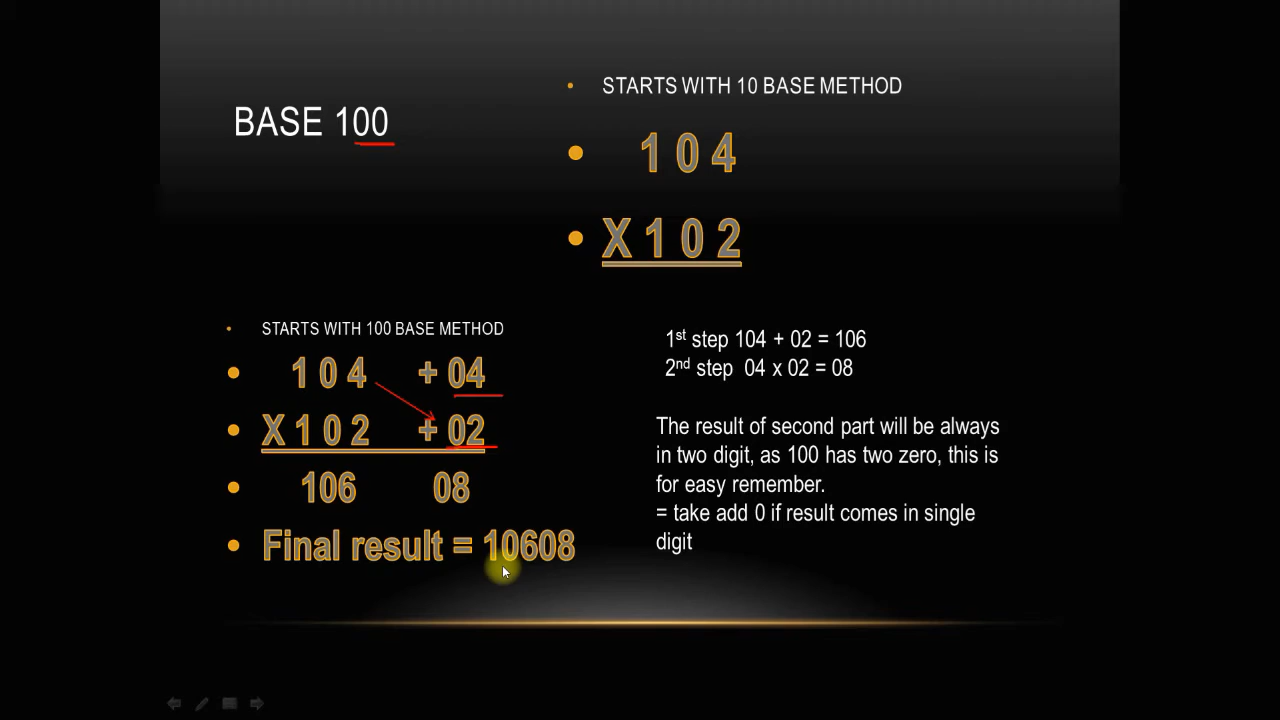 BASE 100
• STARTS WITH 10 BASE METHOD
• 1 0 4
• X 1 0 2
• STARTS WITH 100 BASE METHOD
• 1 0 4 + 04
• X 1 0 2 + 02
• 106 08
• Final result = 10608
1st step 104 + 02 = 106
2nd step 04 x 02 = 08
The result of second part will be always
in two digit, as 100 has two zero, this is
for easy remember.
= take add 0 if result comes in single
digit